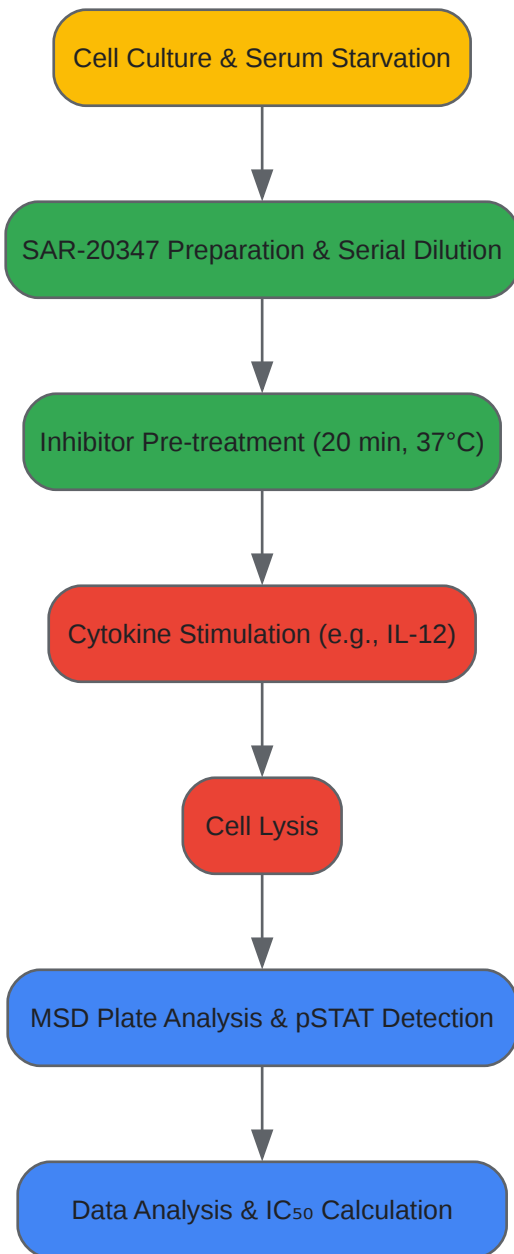 Cell Culture & Serum Starvation
SAR-20347 Preparation & Serial Dilution
Inhibitor Pre-treatment (20 min, 37°C)
Cytokine Stimulation (e.g., IL-12)
Cell Lysis
MSD Plate Analysis & pSTAT Detection
Data Analysis & IC₅₀ Calculation